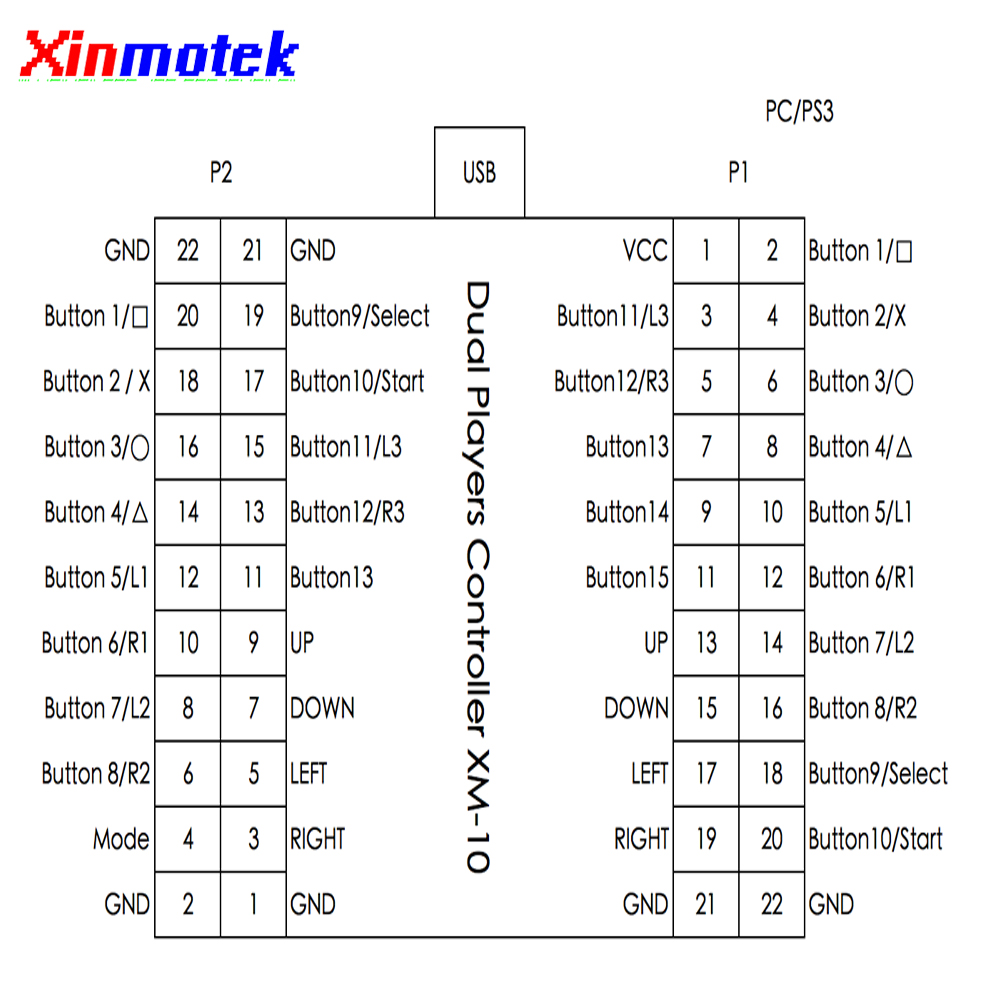 Xinmotek
PC/PS3
P2 USB P1
GND 22 21 GND VCC 1 2 Button 1/□
Button 1/□ 20 19 Button9/Select Button11/L3 3 4 Button 2/X
Button 2 / X 18 17 Button10/Start Button12/R3 5 6 Button 3/○
Button 3/○ 16 15 Button11/L3 Button13 7 8 Button 4/△
Button 4/△ 14 13 Button12/R3 Button14 9 10 Button 5/L1
Button 5/L1 12 11 Button13 Button15 11 12 Button 6/R1
Button 6/R1 10 9 UP UP 13 14 Button 7/L2
Button 7/L2 8 7 DOWN DOWN 15 16 Button 8/R2
Button 8/R2 6 5 LEFT LEFT 17 18 Button9/Select
Mode 4 3 RIGHT RIGHT 19 20 Button10/Start
GND 2 1 GND GND 21 22 GND
Dual Players Controller XM-10